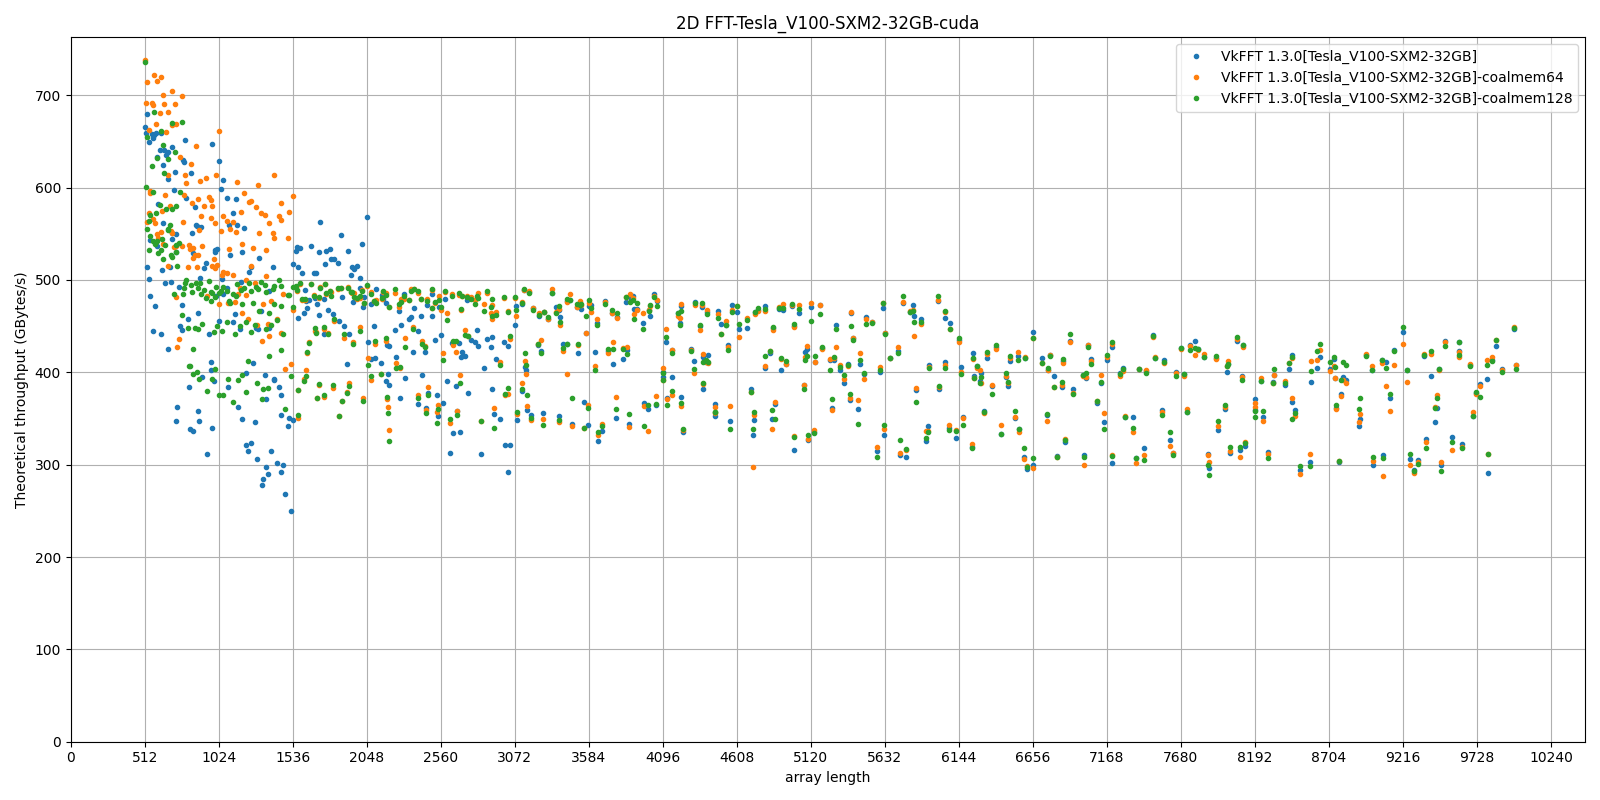 2D FFT-Tesla_V100-SXM2-32GB-cuda
VkFFT 1.3.0[Tesla_V100-SXM2-32GB]
VkFFT 1.3.0[Tesla_V100-SXM2-32GB]-coalmem64
VkFFT 1.3.0[Tesla_V100-SXM2-32GB]-coalmem128
Theoretical throughput (GBytes/s)
700
600
500
400
300
200
100
0
0 512 1024 1536 2048 2560 3072 3584 4096 4608 5120 5632 6144 6656 7168 7680 8192 8704 9216 9728 10240
array length